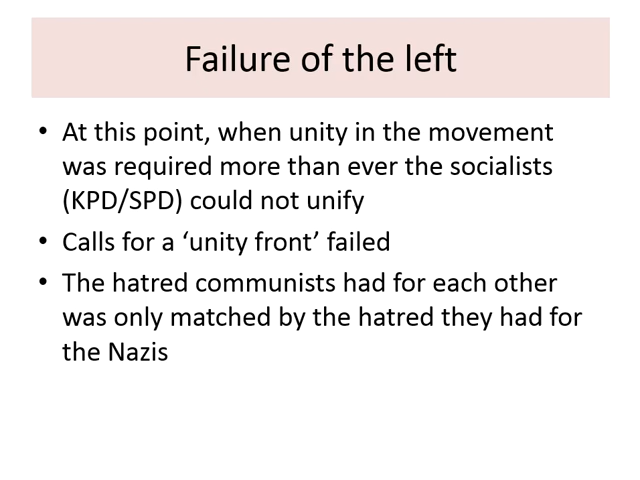 Failure of the left
• At this point, when unity in the movement
was required more than ever the socialists
(KPD/SPD) could not unify
• Calls for a ‘unity front’ failed
• The hatred communists had for each other
was only matched by the hatred they had for
the Nazis